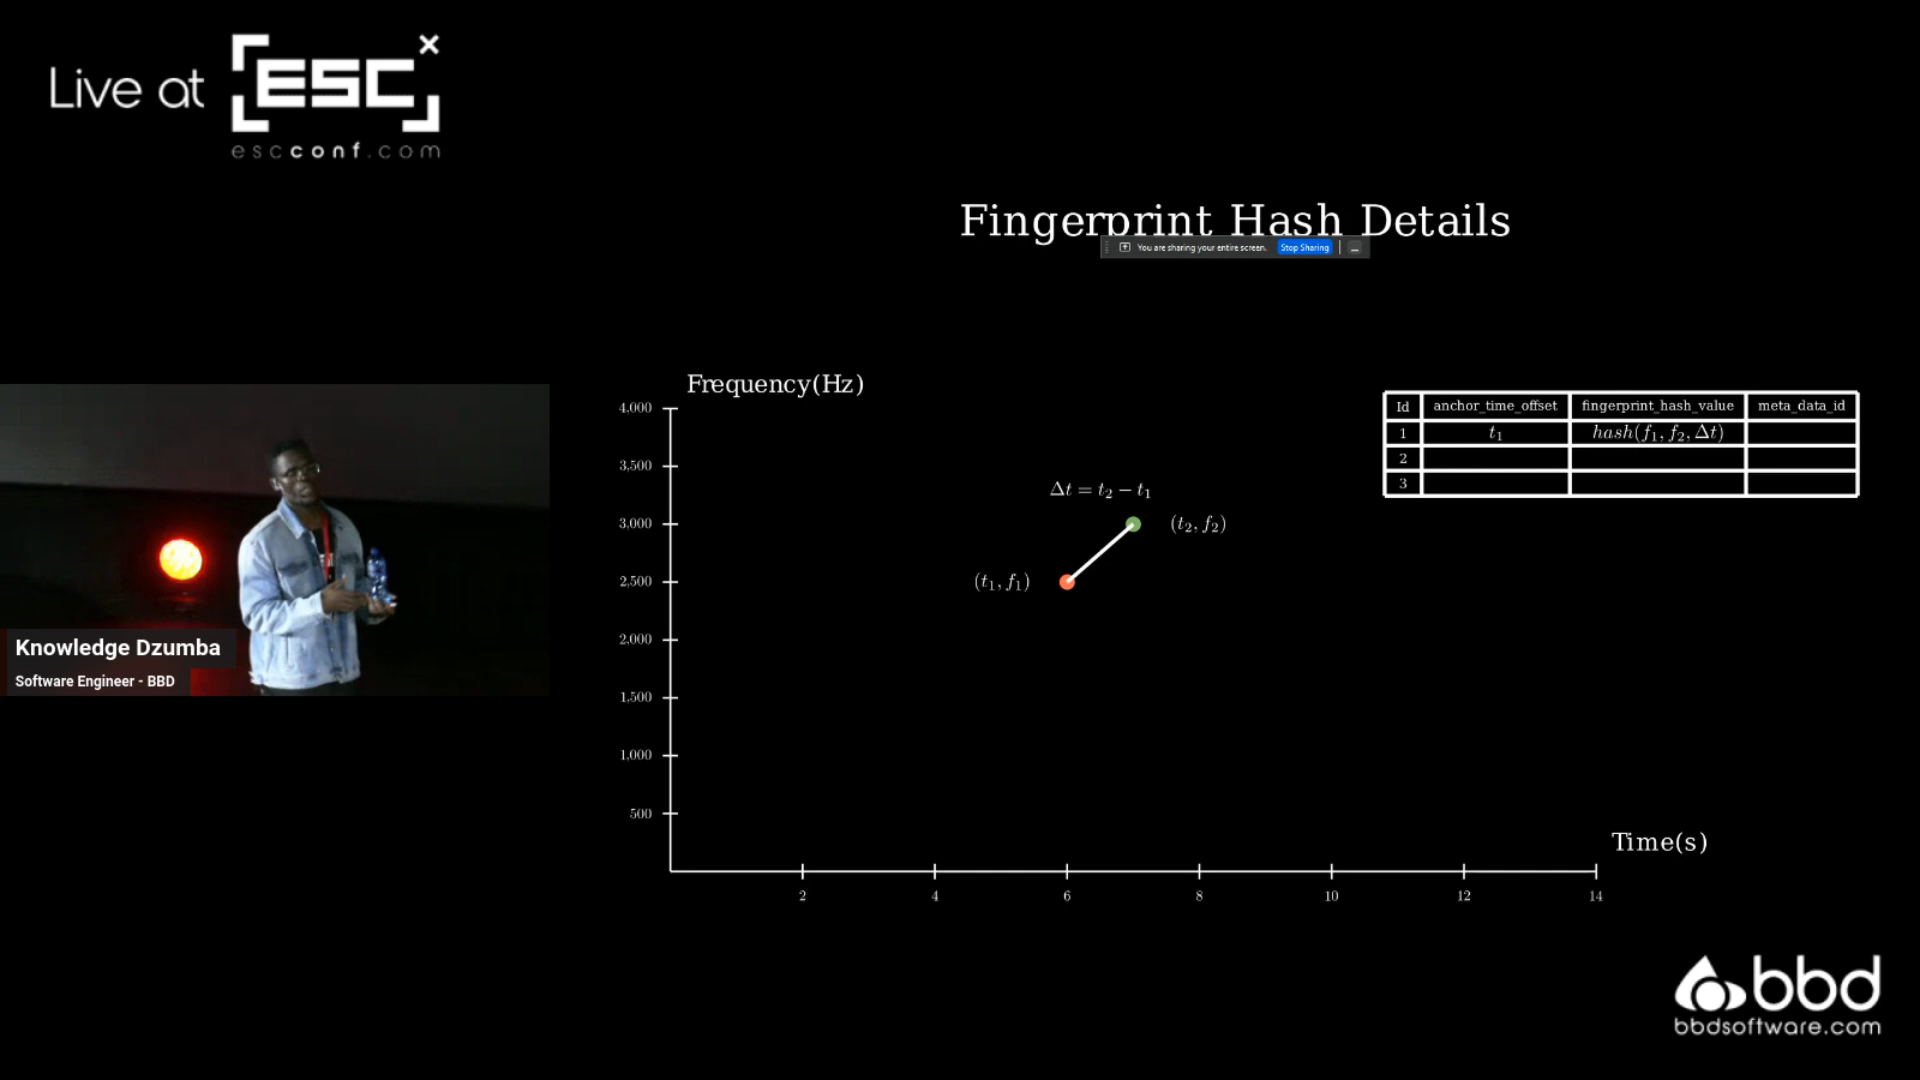 Live at ESC
escconf.com
Fingerprint Hash Details
You are sharing your entire screen. Stop Sharing
Frequency(Hz)
4,000
3,500
3,000
2,500
2,000
1,500
1,000
500
Δt = t₂ − t₁
(t₂, f₂)
(t₁, f₁)
Id anchor_time_offset fingerprint_hash_value meta_data_id
1 t₁ hash(f₁, f₂, Δt)
2
3
Knowledge Dzumba
Software Engineer - BBD
Time(s)
2 4 6 8 10 12 14
bbd
bbdsoftware.com